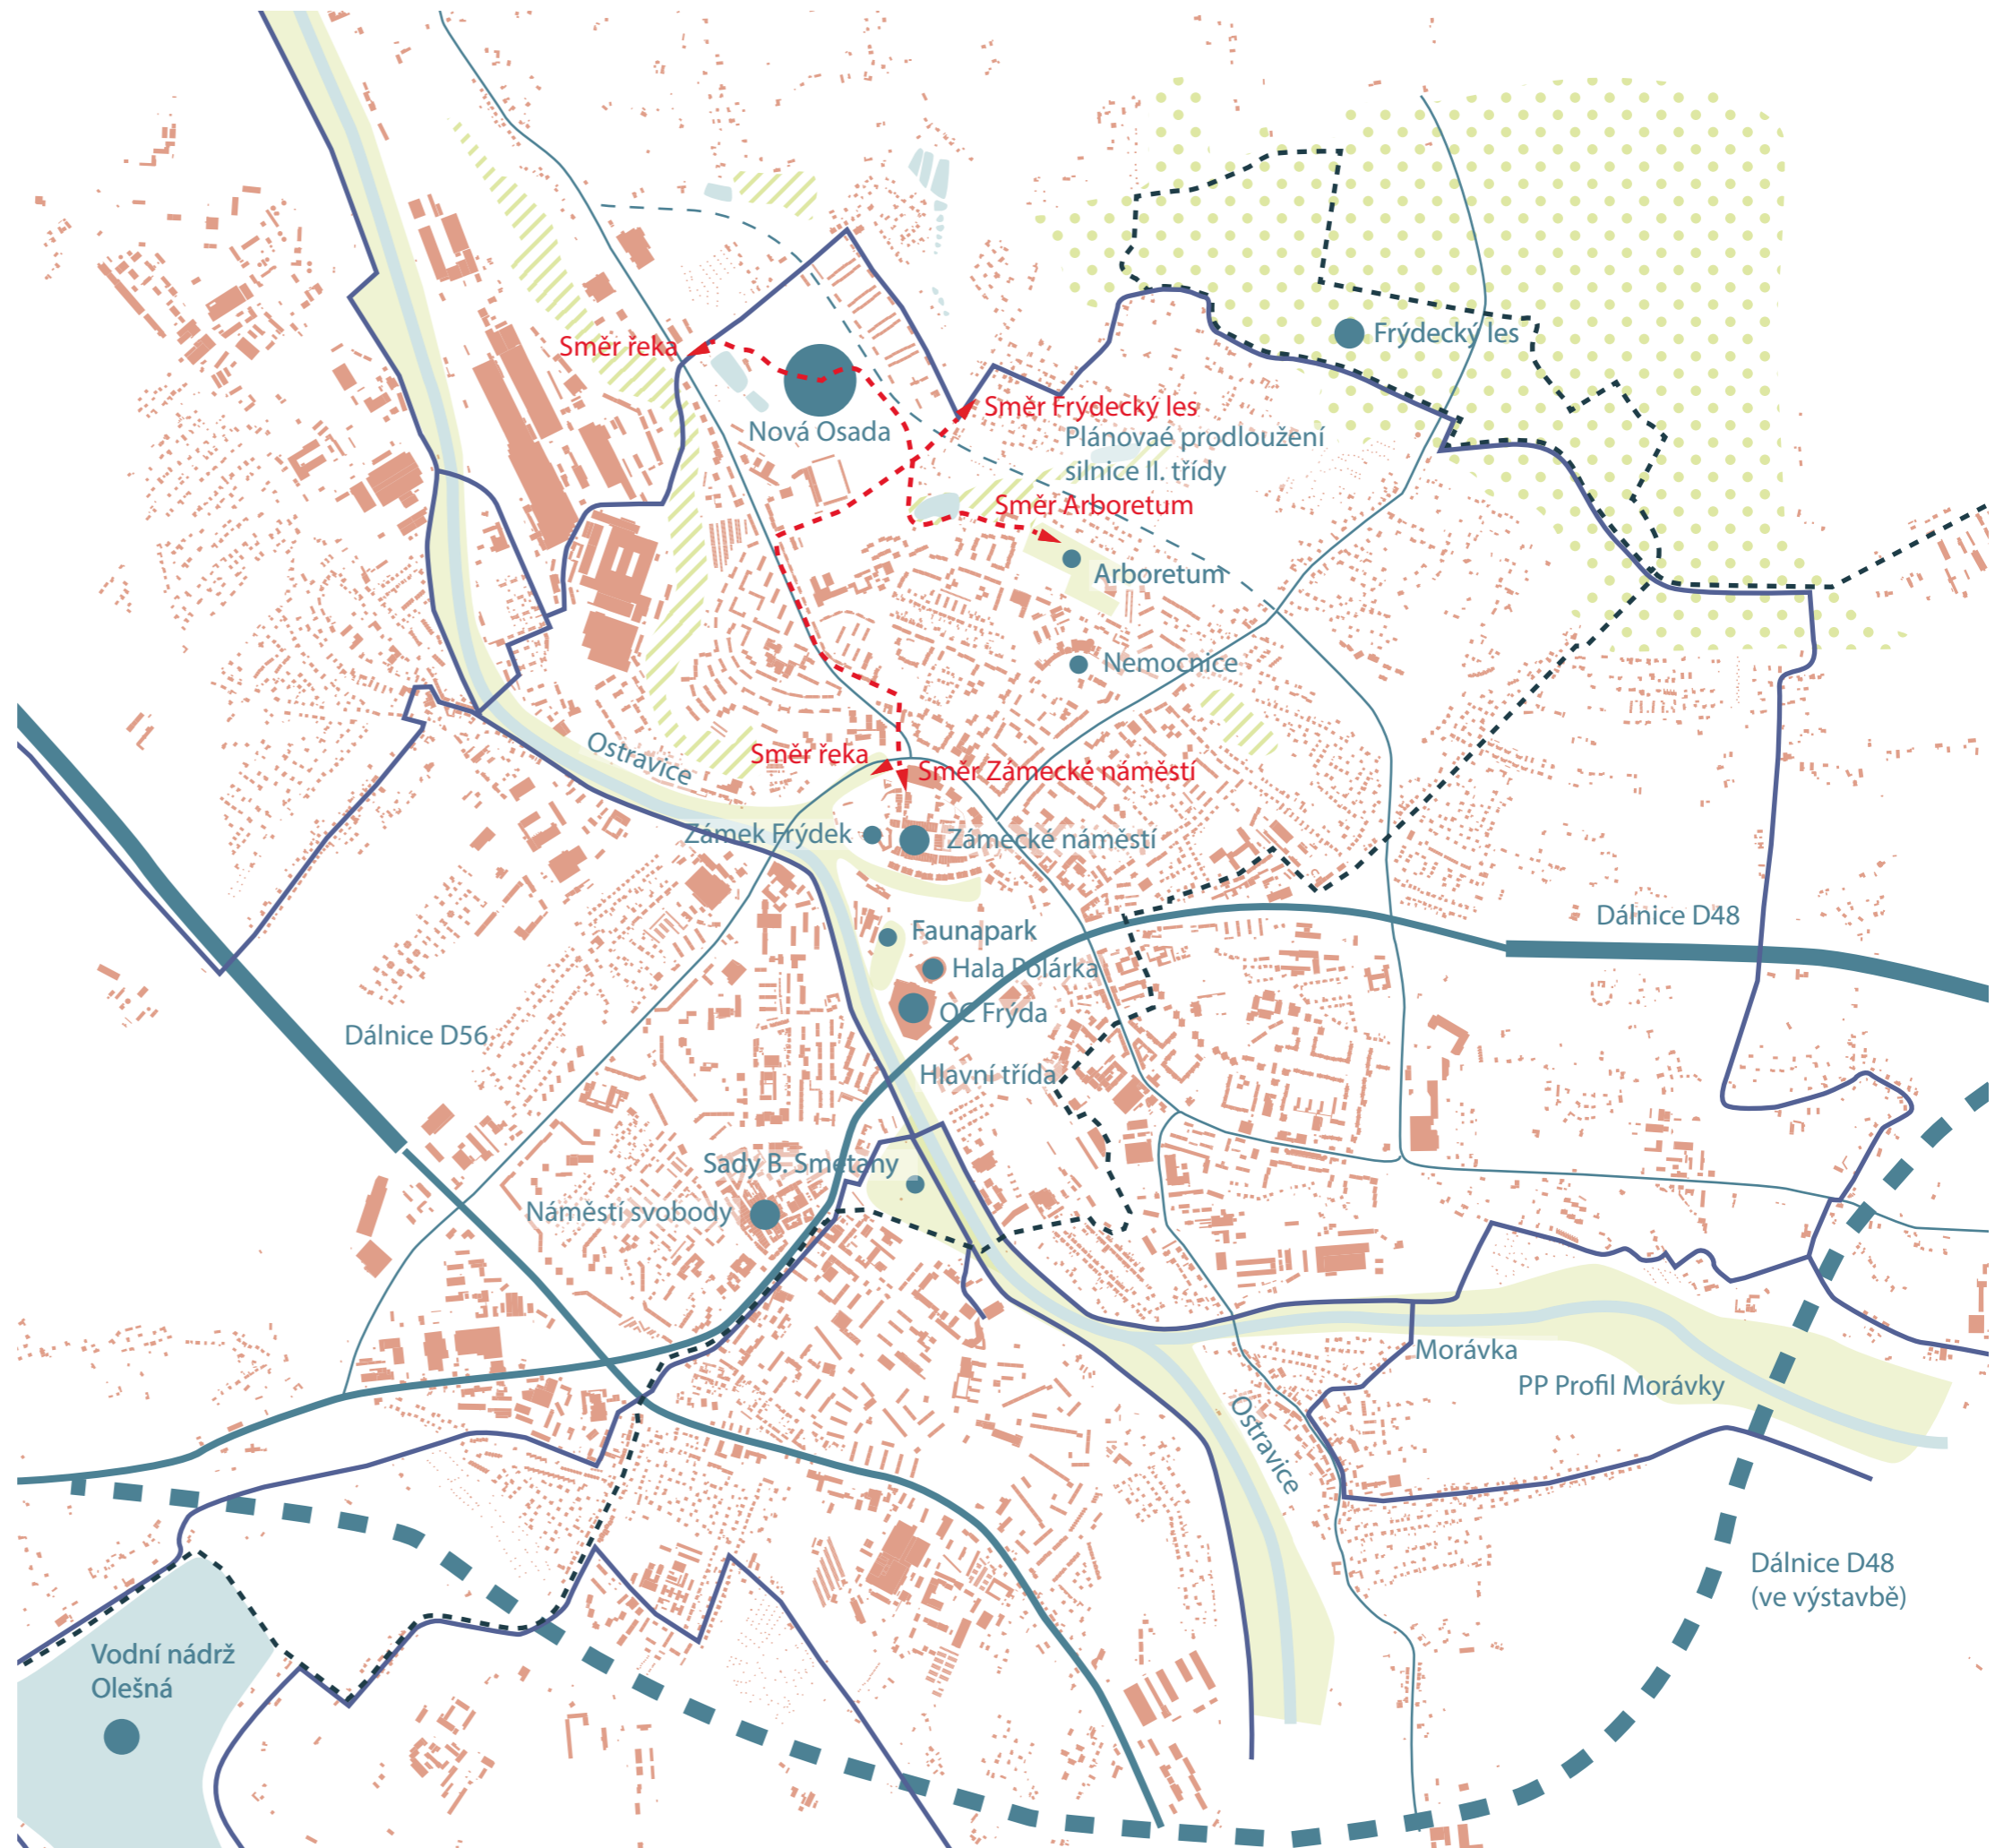 Frýdecký les
Směr řeka
Směr Frýdecký les
Nová Osada
Plánovaé prodloužení
silnice II. třídy
Směr Arboretum
Arboretum
Nemocnice
Ostravice
Směr řeka
Směr Zámecké náměstí
Zámek Frýdek
Zámecké náměstí
Dálnice D48
Faunapark
Hala Polárka
OC Frýda
Dálnice D56
Hlavní třída
Sady B. Smetany
Náměstí svobody
Morávka
PP Profil Morávky
Ostravice
Dálnice D48
(ve výstavbě)
Vodní nádrž
Olešná